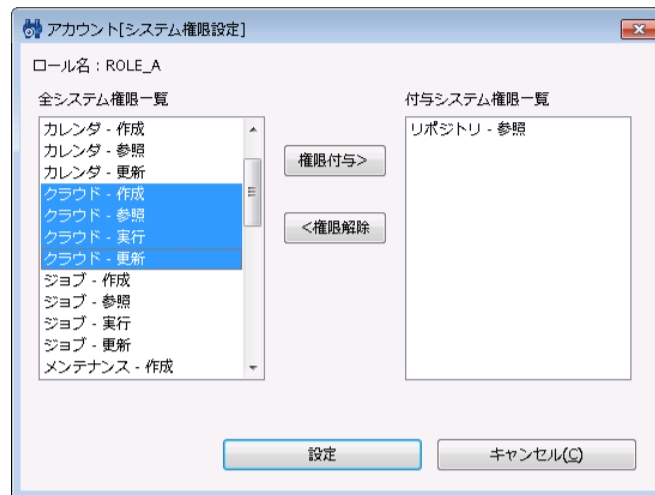 アカウント[システム権限設定]
ロール名：ROLE_A
全システム権限一覧
カレンダ - 作成
カレンダ - 参照
カレンダ - 更新
クラウド - 作成
クラウド - 参照
クラウド - 実行
クラウド - 更新
ジョブ - 作成
ジョブ - 参照
ジョブ - 実行
ジョブ - 更新
メンテナンス - 作成
権限付与>
<権限解除
付与システム権限一覧
リポジトリ - 参照
設定
キャンセル(C)